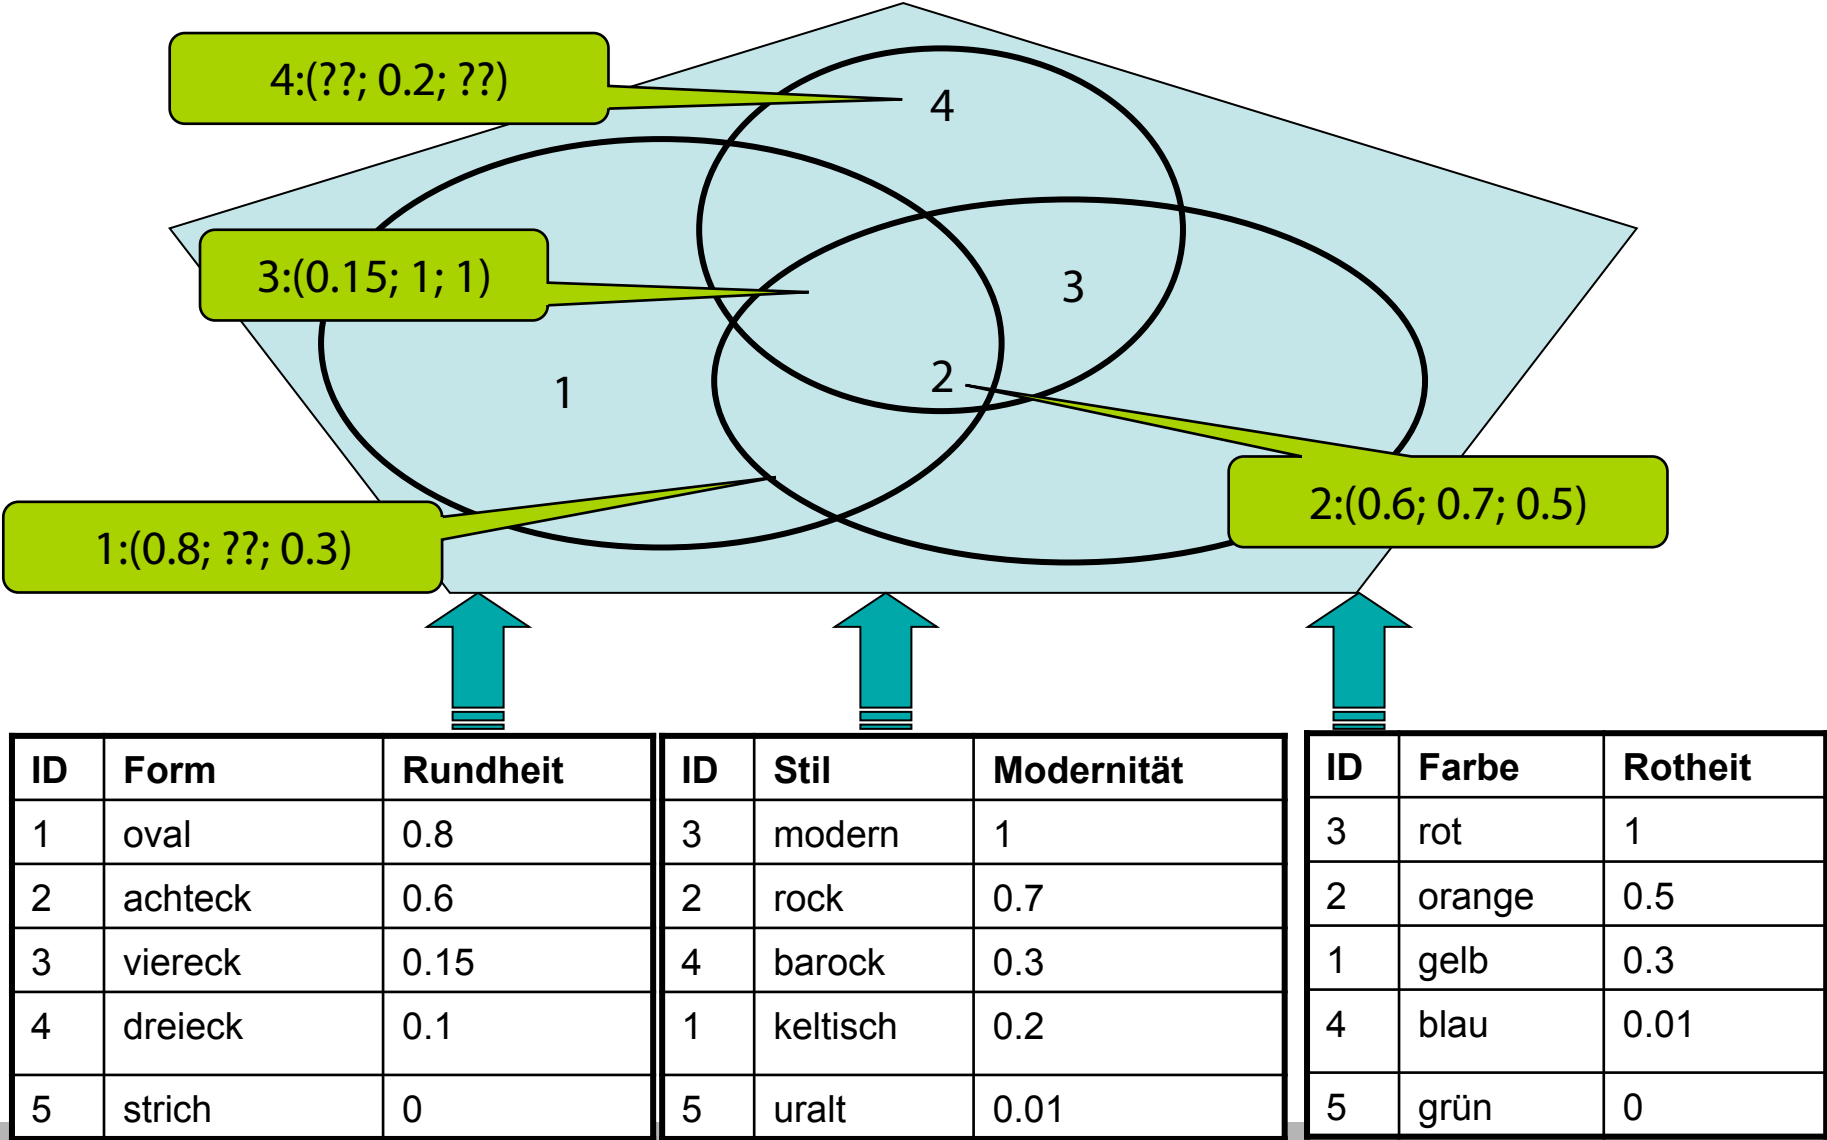 4:(??; 0.2; ??)
4
3:(0.15; 1; 1)
3
2
1
2:(0.6; 0.7; 0.5)
1:(0.8; ??; 0.3)
ID Form Rundheit
1 oval 0.8
2 achteck 0.6
3 viereck 0.15
4 dreieck 0.1
5 strich 0
ID Stil Modernität
3 modern 1
2 rock 0.7
4 barock 0.3
1 keltisch 0.2
5 uralt 0.01
ID Farbe Rotheit
3 rot 1
2 orange 0.5
1 gelb 0.3
4 blau 0.01
5 grün 0